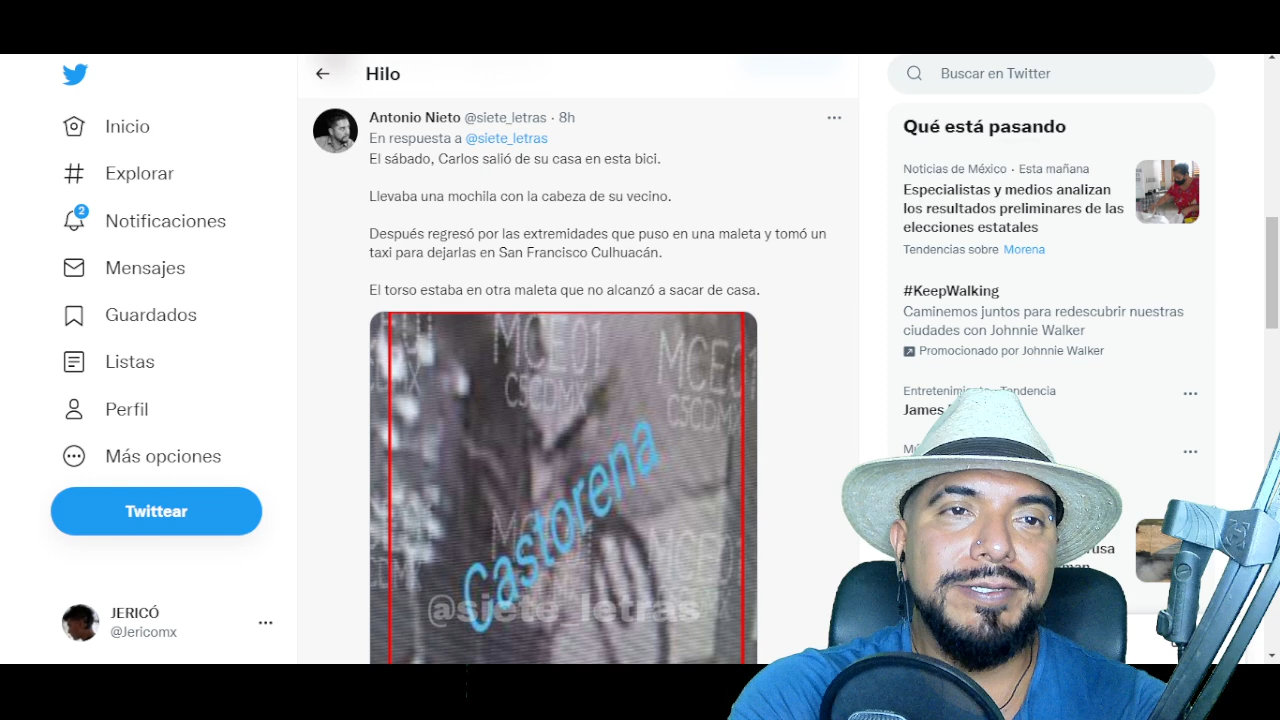 Inicio
Explorar
2
Notificaciones
Mensajes
Guardados
Listas
Perfil
Más opciones
Twittear
JERICÓ
@Jericomx
Hilo
Antonio Nieto @siete_letras · 8h
En respuesta a @siete_letras
El sábado, Carlos salió de su casa en esta bici.
Llevaba una mochila con la cabeza de su vecino.
Después regresó por las extremidades que puso en una maleta y tomó un
taxi para dejarlas en San Francisco Culhuacán.
El torso estaba en otra maleta que no alcanzó a sacar de casa.
MCE01
C5CDMX
MCE01
C5CDMX
Castorena
@siete_letras
Buscar en Twitter
Qué está pasando
Noticias de México · Esta mañana
Especialistas y medios analizan
los resultados preliminares de las
elecciones estatales
Tendencias sobre Morena
#KeepWalking
Caminemos juntos para redescubrir nuestras
ciudades con Johnnie Walker
Promocionado por Johnnie Walker
James